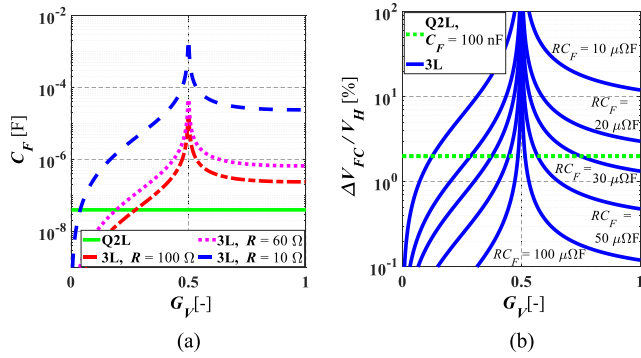 10^-2
10^-4
10^-6
10^-8
C_F [F]
0
0.5
1
G_V[-]
Q2L
3L, R = 60 Ω
3L, R = 100 Ω
3L, R = 10 Ω
(a)
10^2
10^1
10^0
10^-1
ΔV_FC / V_H [%]
Q2L,
C_F = 100 nF
3L
RC_F = 10 μΩF
RC_F =
20 μΩF
RC_F =
30 μΩF
RC_F =
50 μΩF
RC_F = 100 μΩF
0
0.5
1
G_V[-]
(b)